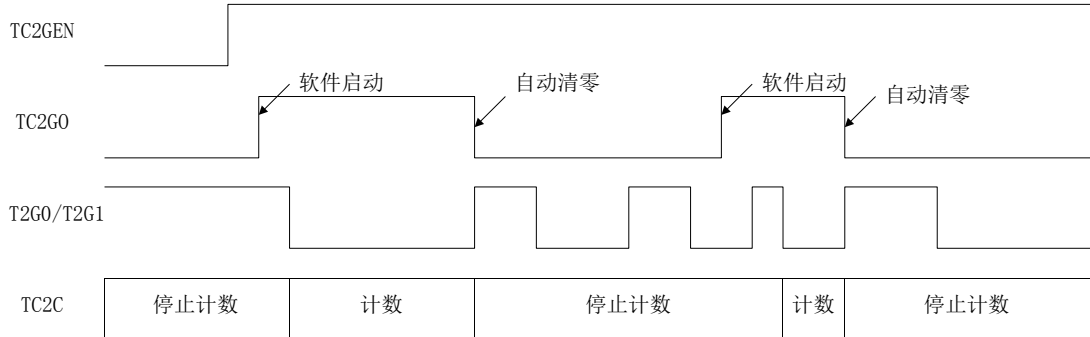 TC2GEN
软件启动
自动清零
软件启动
自动清零
TC2GO
T2G0/T2G1
TC2C
停止计数
计数
停止计数
计数
停止计数